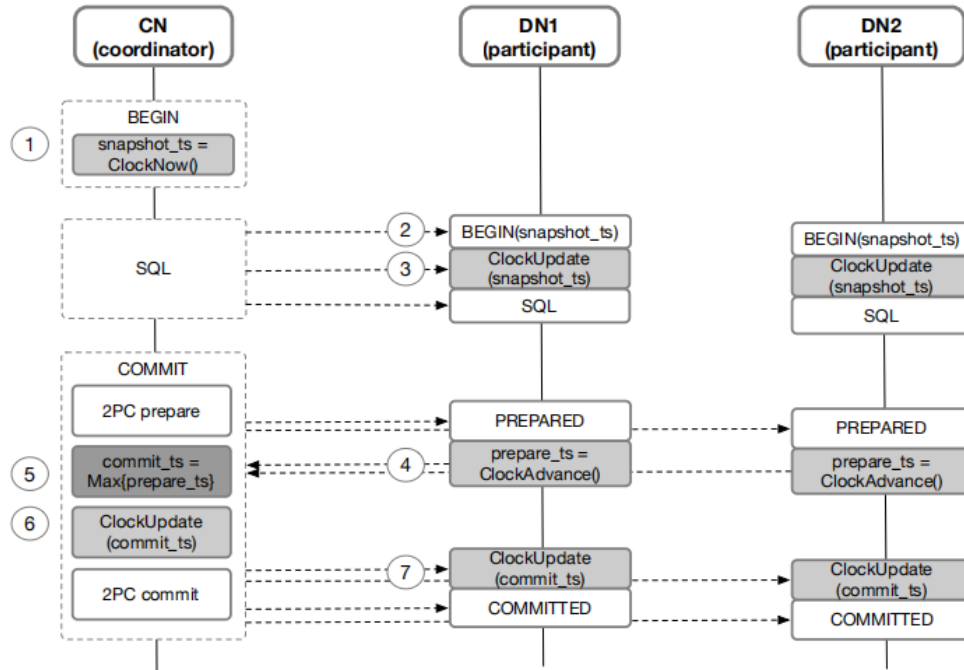 CN
(coordinator)
DN1
(participant)
DN2
(participant)
BEGIN
1
snapshot_ts =
ClockNow()
SQL
2
BEGIN(snapshot_ts)
3
ClockUpdate
(snapshot_ts)
SQL
BEGIN(snapshot_ts)
ClockUpdate
(snapshot_ts)
SQL
COMMIT
2PC prepare
PREPARED
PREPARED
5
commit_ts =
Max{prepare_ts}
4
prepare_ts =
ClockAdvance()
prepare_ts =
ClockAdvance()
6
ClockUpdate
(commit_ts)
2PC commit
7
ClockUpdate
(commit_ts)
COMMITTED
ClockUpdate
(commit_ts)
COMMITTED